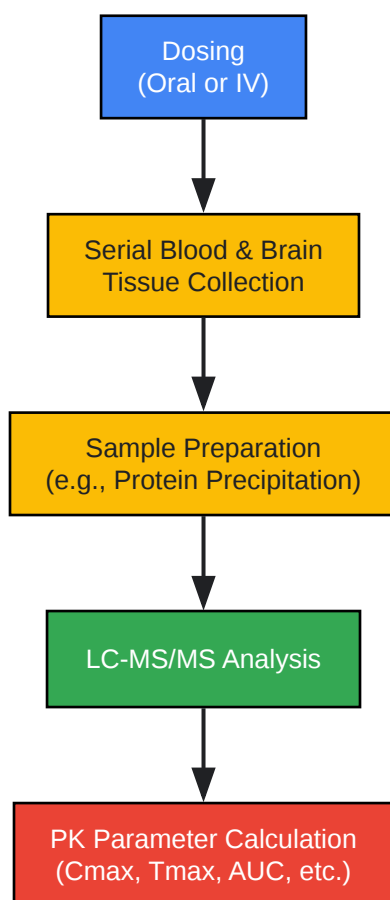 Dosing
(Oral or IV)
Serial Blood & Brain
Tissue Collection
Sample Preparation
(e.g., Protein Precipitation)
LC-MS/MS Analysis
PK Parameter Calculation
(Cmax, Tmax, AUC, etc.)